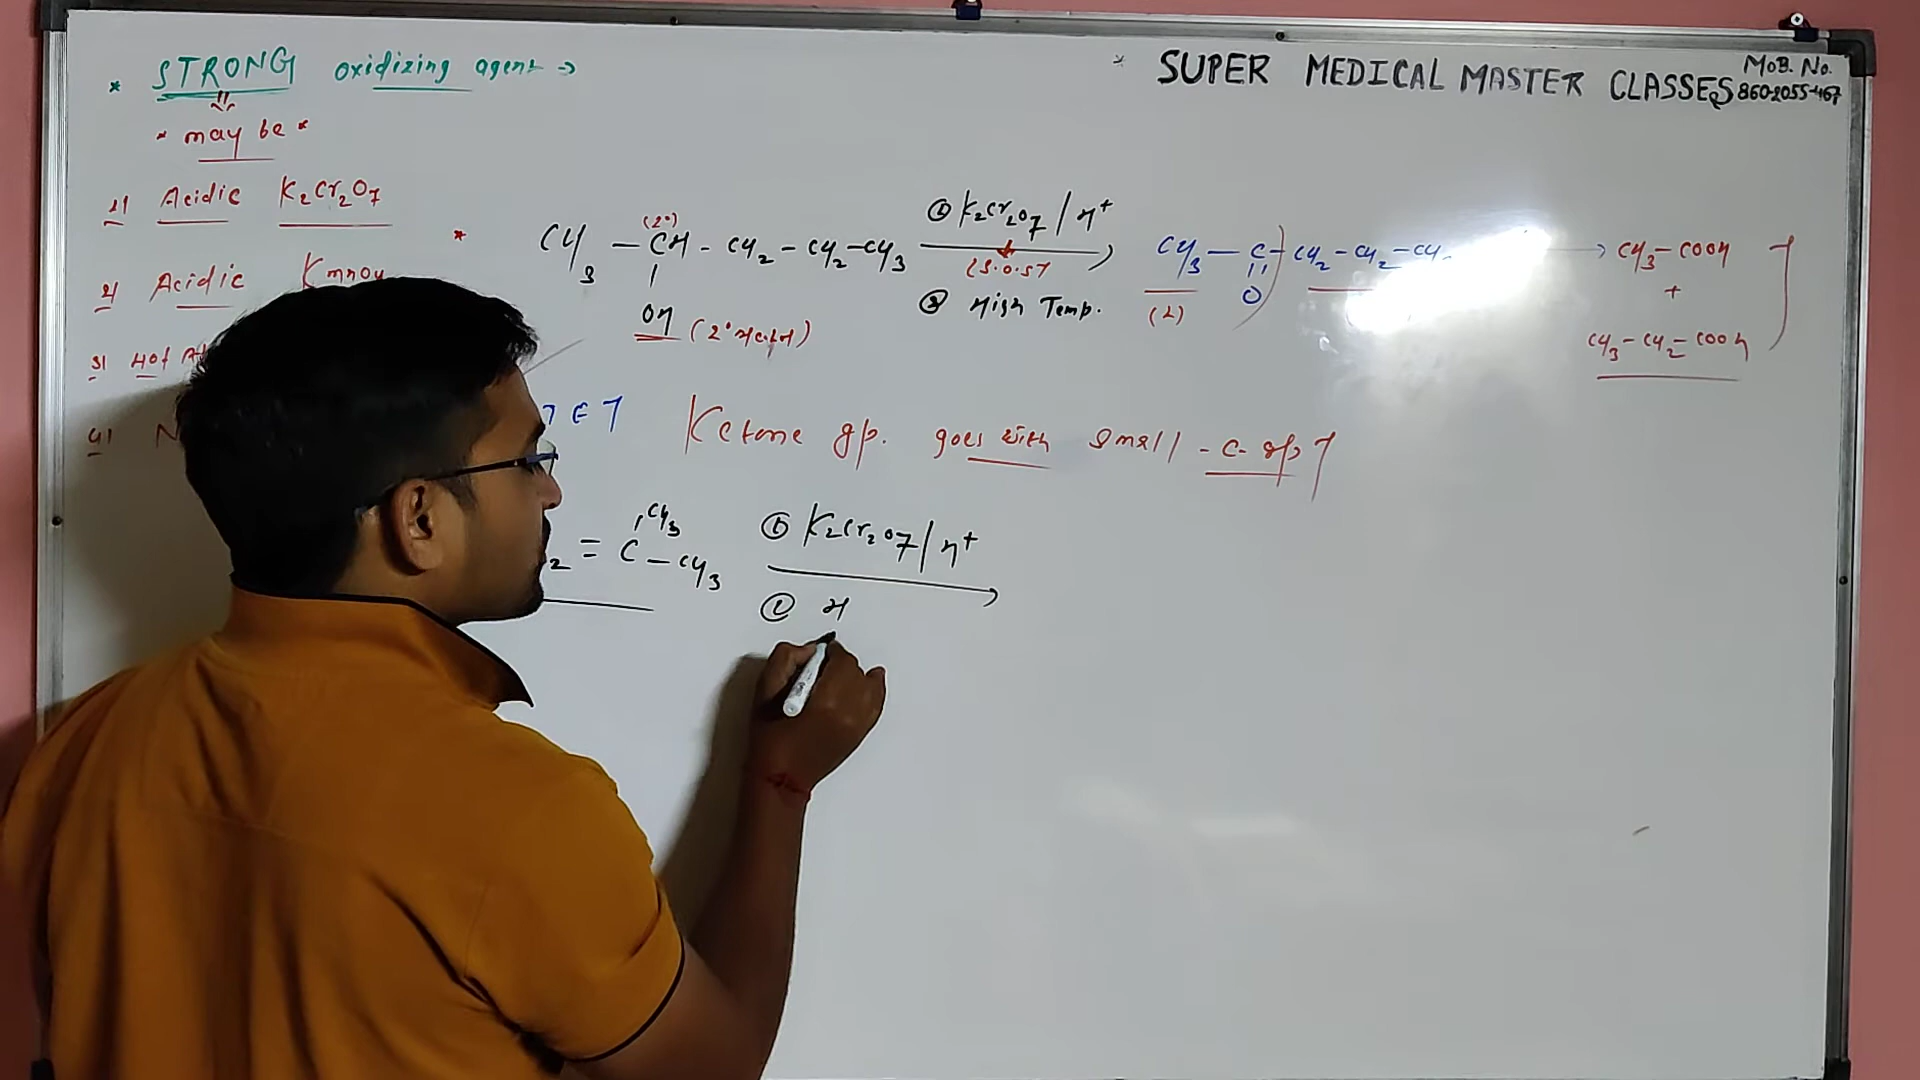 * STRONG oxidizing agent →
* may be *
1) Acidic K2Cr2O7
2) Acidic KMnO4
3) Hot
4) N
SUPER MEDICAL MASTER CLASSES
MOB. No.
860-2055-467
* CH3 – CH – CH2 – CH2 – CH3
(2°)
OH (2° alcohol)
① K2Cr2O7 / H+
(S.O.A)
② High Temp.
CH3 – C – CH2 – CH2 – CH
O
(2)
→ CH3 – COOH
+
CH3 – CH2 – COOH
Ketone gp. goes with small – C – gp
2 = C – CH3
CH3
① K2Cr2O7 / H+
② H